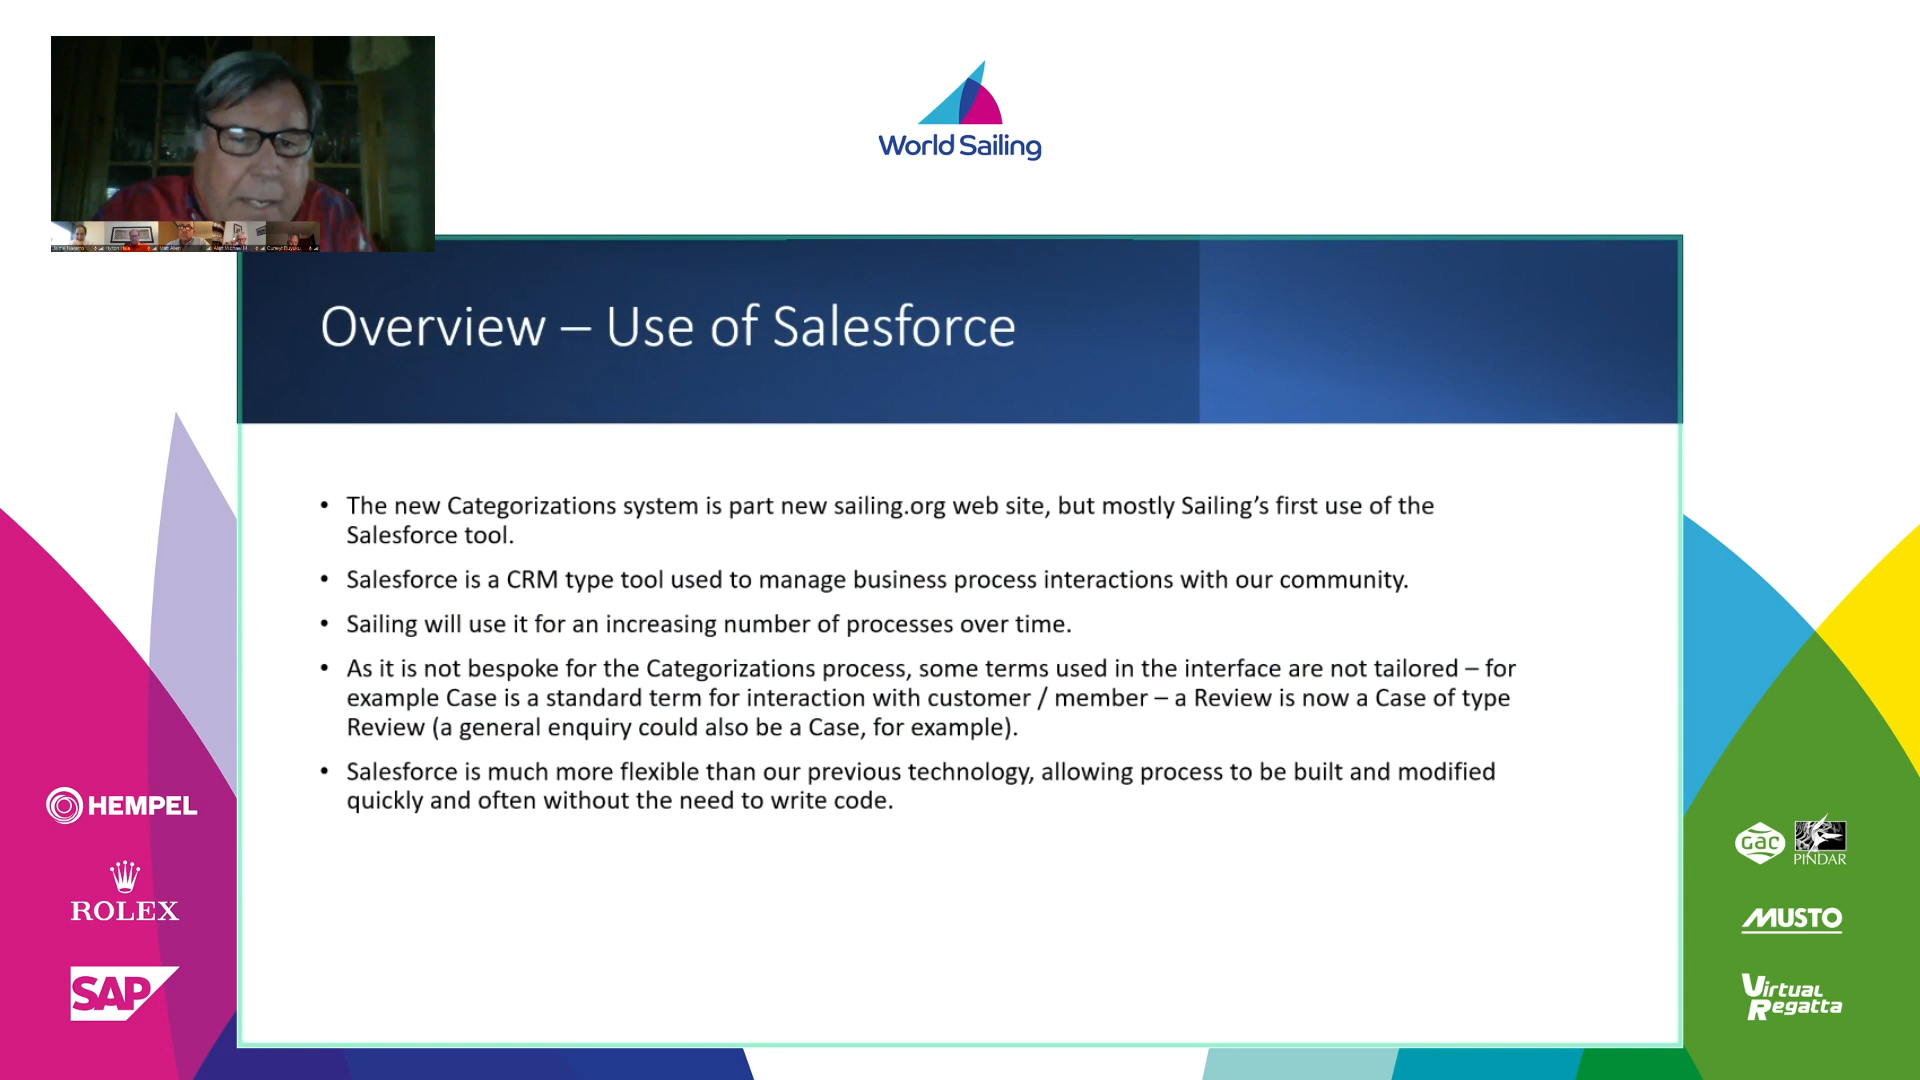 World Sailing
Overview – Use of Salesforce
• The new Categorizations system is part new sailing.org web site, but mostly Sailing’s first use of the
Salesforce tool.
• Salesforce is a CRM type tool used to manage business process interactions with our community.
• Sailing will use it for an increasing number of processes over time.
• As it is not bespoke for the Categorizations process, some terms used in the interface are not tailored – for
example Case is a standard term for interaction with customer / member – a Review is now a Case of type
Review (a general enquiry could also be a Case, for example).
• Salesforce is much more flexible than our previous technology, allowing process to be built and modified
quickly and often without the need to write code.
HEMPEL
ROLEX
SAP
GAC
PINDAR
MUSTO
Virtual
Regatta